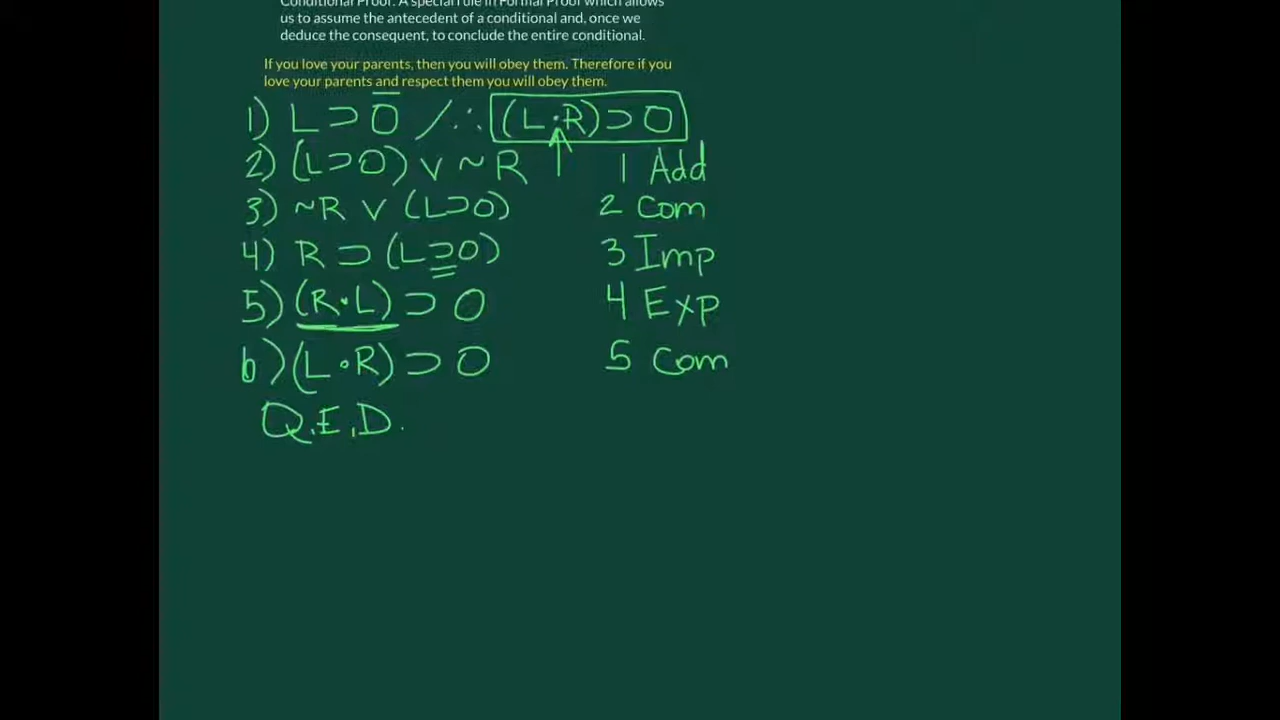 Conditional Proof: A special rule in Formal Proof which allows
us to assume the antecedent of a conditional and, once we
deduce the consequent, to conclude the entire conditional.
If you love your parents, then you will obey them. Therefore if you
love your parents and respect them you will obey them.
1) L ⊃ O / ∴ (L · R) ⊃ O
2) (L ⊃ O) v ~ R 1 Add
3) ~R v (L ⊃ O) 2 Com
4) R ⊃ (L ⊃ O) 3 Imp
5) (R · L) ⊃ O 4 Exp
6) (L · R) ⊃ O 5 Com
Q.E.D.